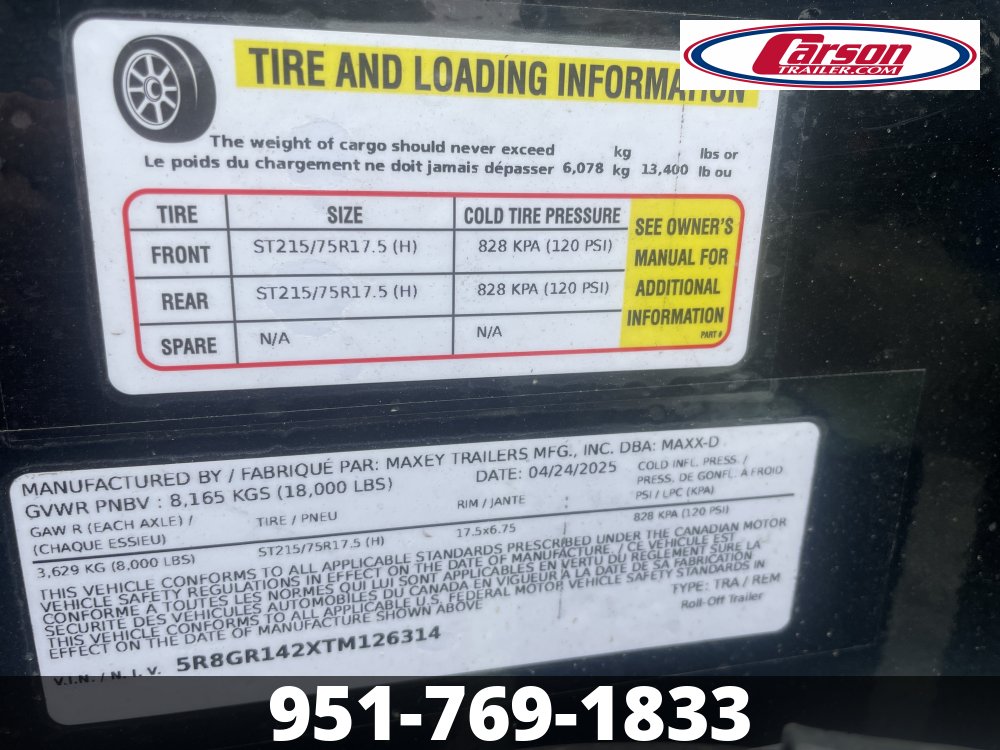 Carson
TRAILER.COM
TIRE AND LOADING INFORMATION
The weight of cargo should never exceed kg lbs or
Le poids du chargement ne doit jamais dépasser 6,078 kg 13,400 lb ou
TIRE SIZE COLD TIRE PRESSURE
SEE OWNER'S
MANUAL FOR
ADDITIONAL
INFORMATION
PART #
FRONT ST215/75R17.5 (H) 828 KPA (120 PSI)
REAR ST215/75R17.5 (H) 828 KPA (120 PSI)
SPARE N/A N/A
MANUFACTURED BY / FABRIQUÉ PAR: MAXEY TRAILERS MFG., INC. DBA: MAXX-D
GVWR PNBV : 8,165 KGS (18,000 LBS) DATE: 04/24/2025
COLD INFL. PRESS. /
PRESS. DE GONFL. A FROID
PSI / LPC (KPA)
GAW R (EACH AXLE) / TIRE / PNEU RIM / JANTE
(CHAQUE ESSIEU)
3,629 KG (8,000 LBS) ST215/75R17.5 (H) 17.5x6.75 828 KPA (120 PSI)
THIS VEHICLE CONFORMS TO ALL APPLICABLE STANDARDS PRESCRIBED UNDER THE CANADIAN MOTOR
VEHICLE SAFETY REGULATIONS IN EFFECT ON THE DATE OF MANUFACTURE. / CE VEHICULE EST
CONFORME A TOUTES LES NORMES QUI LUI SONT APPLICABLES EN VERTU DU REGLEMENT SUR LA
SECURITE DES VEHICULES AUTOMOBILES DU CANADA EN VIGUEUR A LA DATE DE SA FABRICATION
THIS VEHICLE CONFORMS TO ALL APPLICABLE U.S. FEDERAL MOTOR VEHICLE SAFETY STANDARDS IN
EFFECT ON THE DATE OF MANUFACTURE SHOWN ABOVE
TYPE: TRA / REM
Roll-Off Trailer
V.I.N. / N. I. V. 5R8GR142XTM126314
951-769-1833